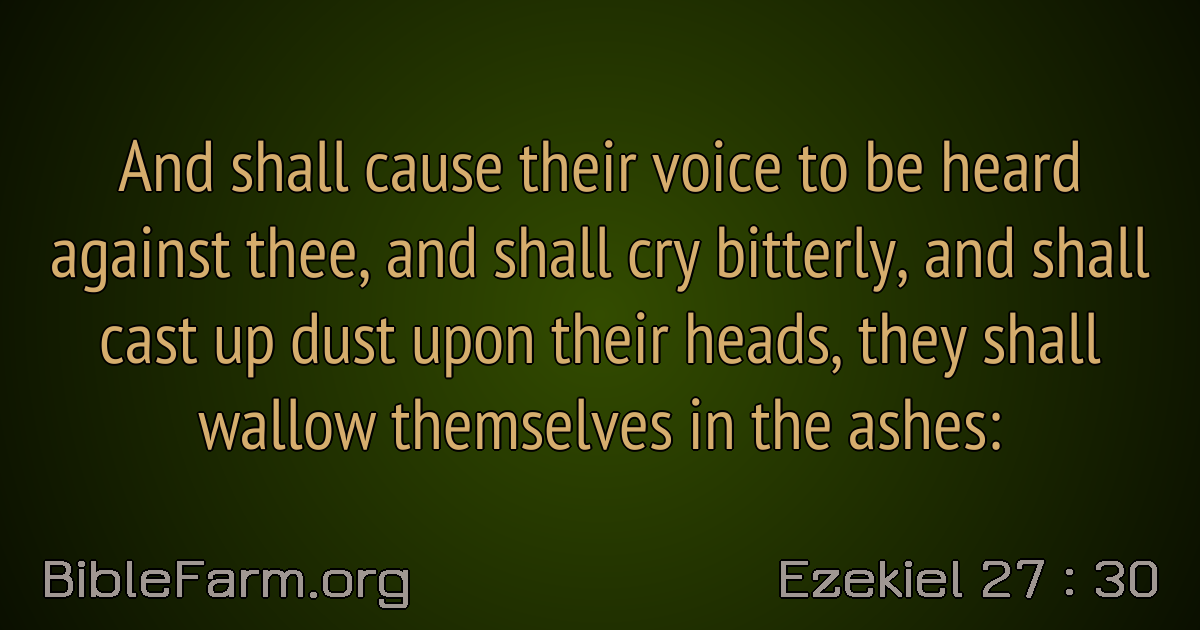 And shall cause their voice to be heard
against thee, and shall cry bitterly, and shall
cast up dust upon their heads, they shall
wallow themselves in the ashes:
BibleFarm.org
Ezekiel 27 : 30